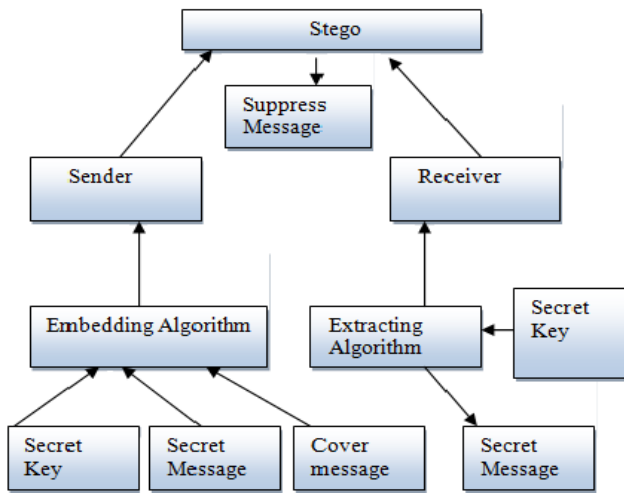 Stego
Suppress
Message
Sender
Receiver
Embedding Algorithm
Extracting
Algorithm
Secret
Key
Secret
Key
Secret
Message
Cover
message
Secret
Message